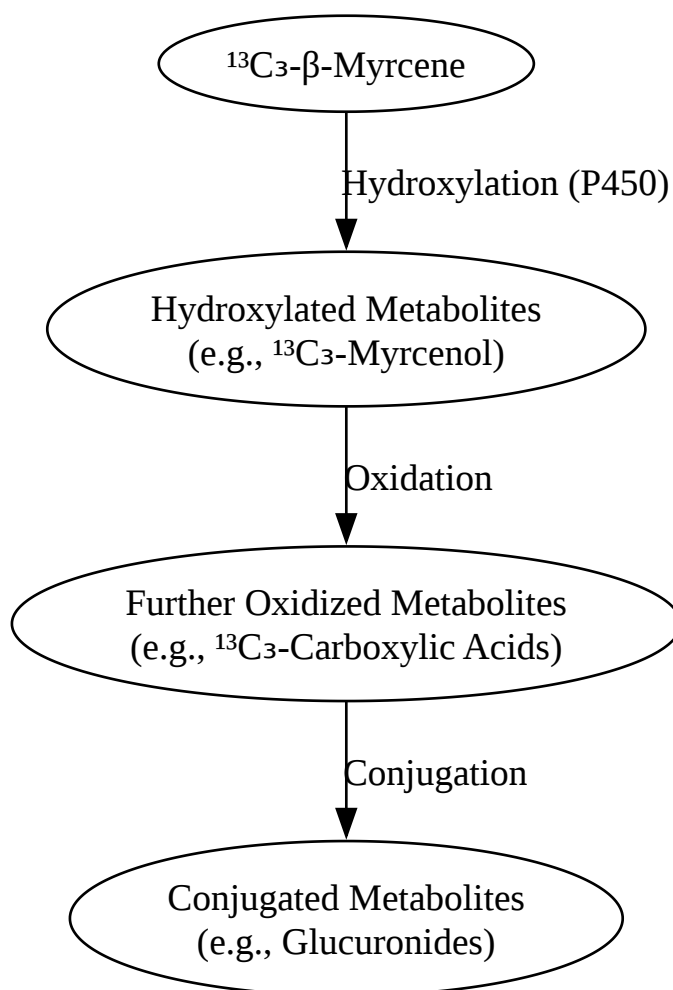 ¹³C₃-β-Myrcene
Hydroxylation (P450)
Hydroxylated Metabolites
(e.g., ¹³C₃-Myrcenol)
Oxidation
Further Oxidized Metabolites
(e.g., ¹³C₃-Carboxylic Acids)
Conjugation
Conjugated Metabolites
(e.g., Glucuronides)